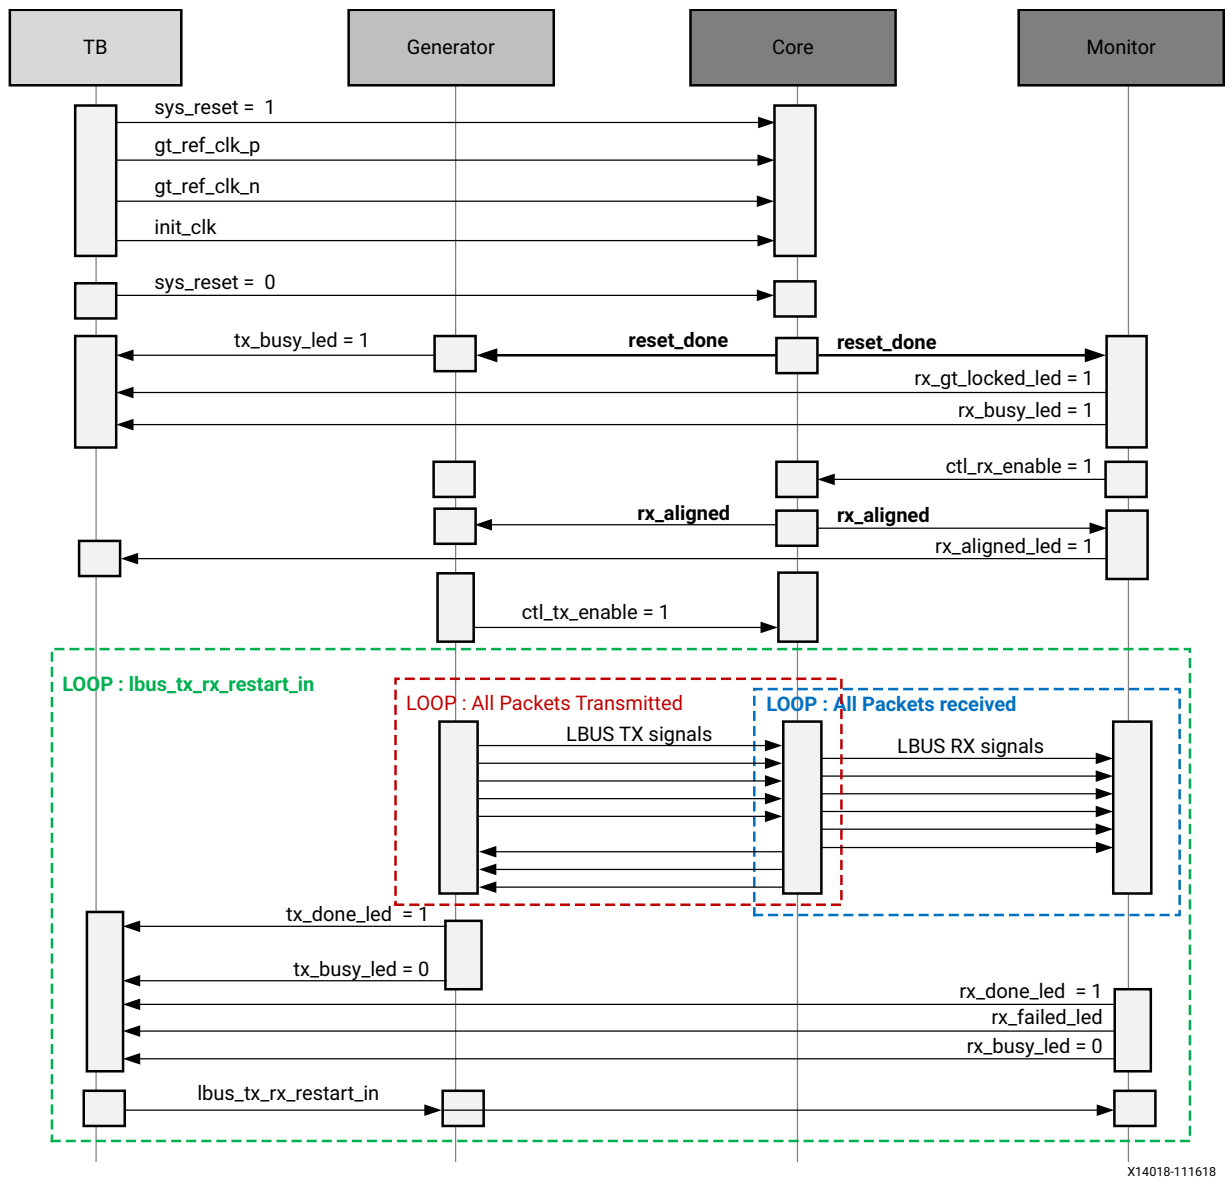 TB
Generator
Core
Monitor
sys_reset = 1
gt_ref_clk_p
gt_ref_clk_n
init_clk
sys_reset = 0
tx_busy_led = 1
reset_done
reset_done
rx_gt_locked_led = 1
rx_busy_led = 1
ctl_rx_enable = 1
rx_aligned
rx_aligned
rx_aligned_led = 1
ctl_tx_enable = 1
LOOP : lbus_tx_rx_restart_in
LOOP : All Packets Transmitted
LOOP : All Packets received
LBUS TX signals
LBUS RX signals
tx_done_led = 1
tx_busy_led = 0
rx_done_led = 1
rx_failed_led
rx_busy_led = 0
lbus_tx_rx_restart_in
X14018-111618